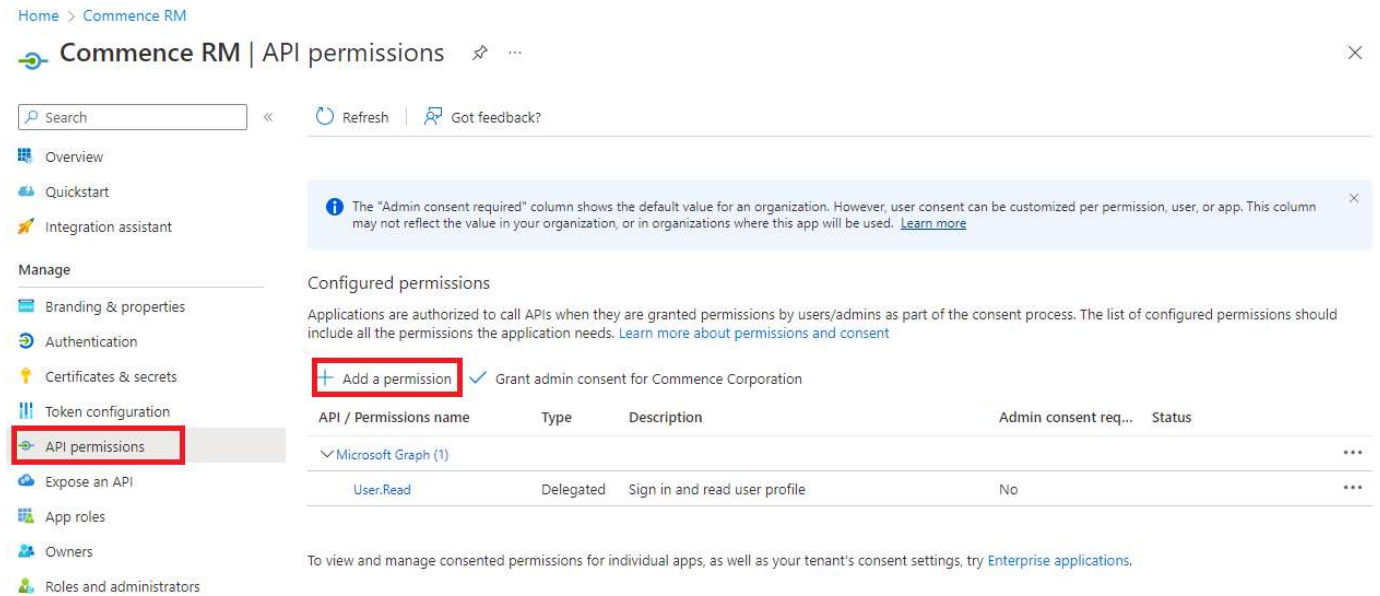 Home > Commence RM
Commence RM | API permissions ...
Search «
Refresh | Got feedback?
Overview
Quickstart
Integration assistant
The "Admin consent required" column shows the default value for an organization. However, user consent can be customized per permission, user, or app. This column
may not reflect the value in your organization, or in organizations where this app will be used. Learn more
Manage
Branding & properties
Authentication
Certificates & secrets
Token configuration
API permissions
Expose an API
App roles
Owners
Roles and administrators
Configured permissions
Applications are authorized to call APIs when they are granted permissions by users/admins as part of the consent process. The list of configured permissions should
include all the permissions the application needs. Learn more about permissions and consent
+ Add a permission ✓ Grant admin consent for Commence Corporation
API / Permissions name Type Description Admin consent req... Status
Microsoft Graph (1) ...
User.Read Delegated Sign in and read user profile No ...
To view and manage consented permissions for individual apps, as well as your tenant's consent settings, try Enterprise applications.